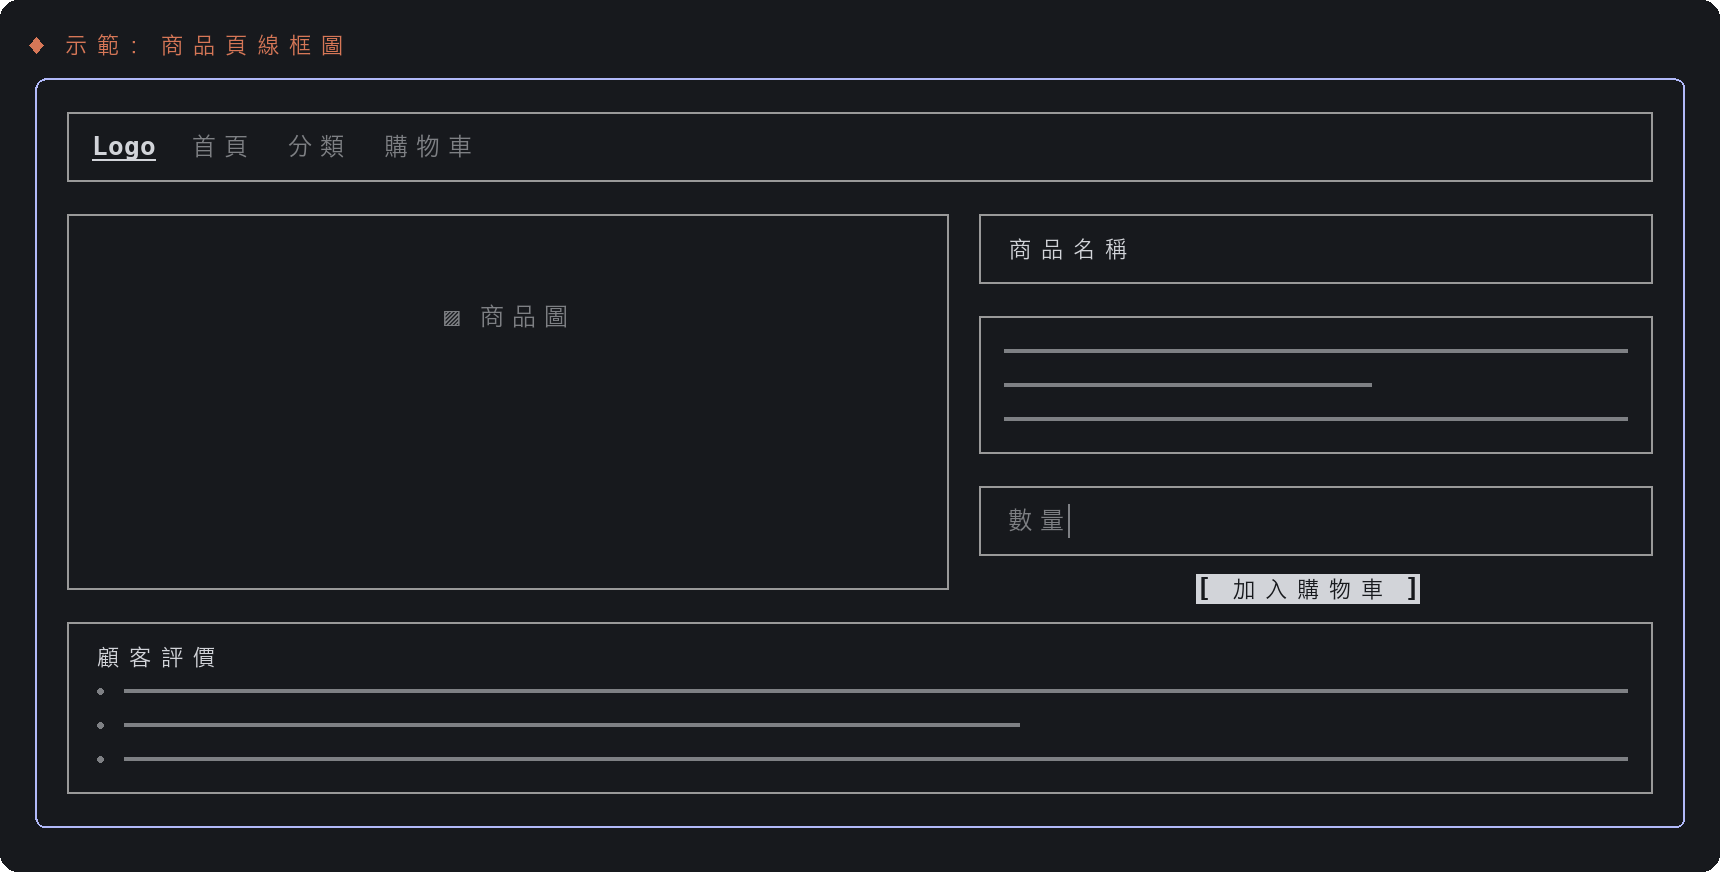 ◆ 示範: 商品頁線框圖
Logo 首頁 分類 購物車
▨ 商品圖
商品名稱
數量
[ 加入購物車 ]
顧客評價